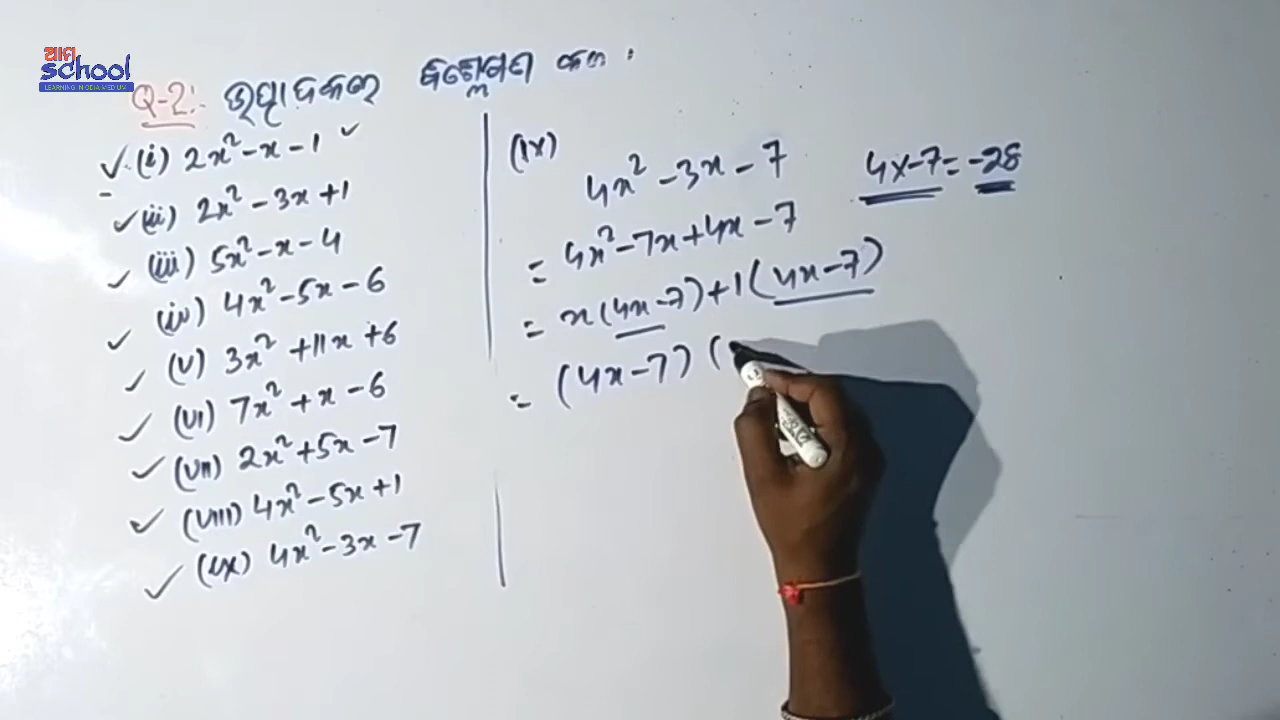 ଆମ
school
LEARNING IN ODIA MEDIUM
Q-2:- ଉତ୍ପାଦକରେ ବିଶ୍ଳେଷଣ କର :
(i) 2x² - x - 1
(ii) 2x² - 3x + 1
(iii) 5x² - x - 4
(iv) 4x² - 5x - 6
(v) 3x² + 11x + 6
(vi) 7x² + x - 6
(vii) 2x² + 5x - 7
(viii) 4x² - 5x + 1
(ix) 4x² - 3x - 7
(ix)
4x² - 3x - 7
4x-7 = -28
= 4x² - 7x + 4x - 7
= x(4x - 7) + 1(4x - 7)
= (4x - 7) (